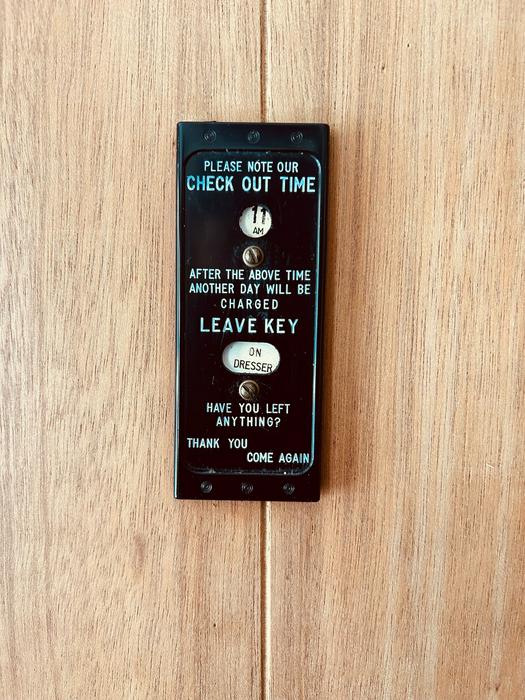 PLEASE NOTE OUR
CHECK OUT TIME
11
AM
AFTER THE ABOVE TIME
ANOTHER DAY WILL BE
CHARGED
LEAVE KEY
ON
DRESSER
HAVE YOU LEFT
ANYTHING?
THANK YOU
COME AGAIN